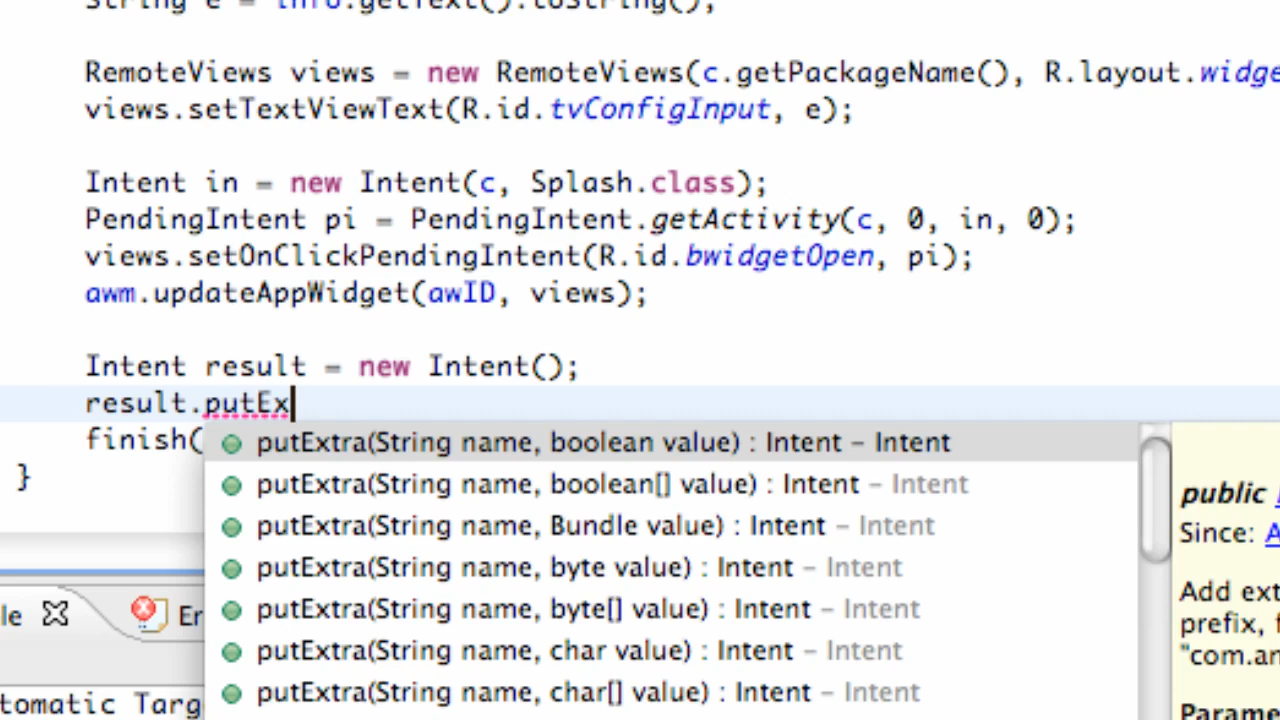 String e = info.getText().toString();
RemoteViews views = new RemoteViews(c.getPackageName(), R.layout.widge
views.setTextViewText(R.id.tvConfigInput, e);
Intent in = new Intent(c, Splash.class);
PendingIntent pi = PendingIntent.getActivity(c, 0, in, 0);
views.setOnClickPendingIntent(R.id.bwidgetOpen, pi);
awm.updateAppWidget(awID, views);
Intent result = new Intent();
result.putEx
finish(
}
putExtra(String name, boolean value) : Intent – Intent
putExtra(String name, boolean[] value) : Intent – Intent
putExtra(String name, Bundle value) : Intent – Intent
putExtra(String name, byte value) : Intent – Intent
putExtra(String name, byte[] value) : Intent – Intent
putExtra(String name, char value) : Intent – Intent
putExtra(String name, char[] value) : Intent – Intent
public
Since: A
Add ext
prefix, f
"com.an
Parame
le
Er
tomatic Targ